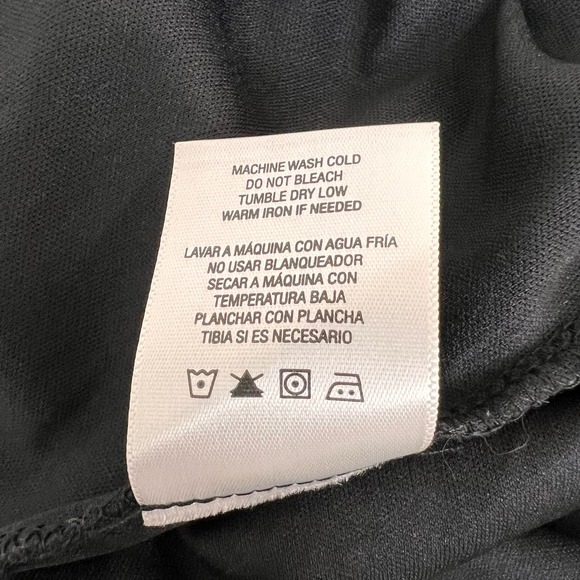 MACHINE WASH COLD
DO NOT BLEACH
TUMBLE DRY LOW
WARM IRON IF NEEDED
LAVAR A MÁQUINA CON AGUA FRÍA
NO USAR BLANQUEADOR
SECAR A MÁQUINA CON
TEMPERATURA BAJA
PLANCHAR CON PLANCHA
TIBIA SI ES NECESARIO